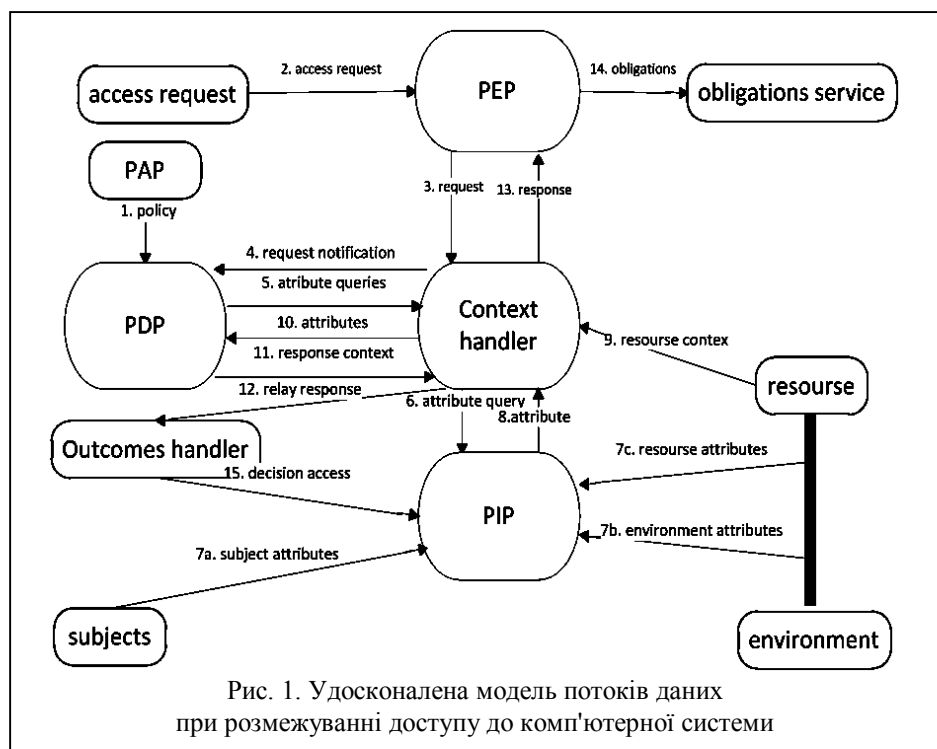 2. access request
14. obligations
access request
PEP
obligations service
PAP
3. request
13. response
1. policy
4. request notification
5. atribute queries
PDP
Context
handler
10. attributes
9. resourse contex
11. response context
12. relay response
resourse
6. attribute query
8.attribute
Outcomes handler
7c. resourse attributes
15. decision access
PIP
7b. environment attributes
7a. subject attributes
subjects
environment
Рис. 1. Удосконалена модель потоків даних
при розмежуванні доступу до комп'ютерної системи